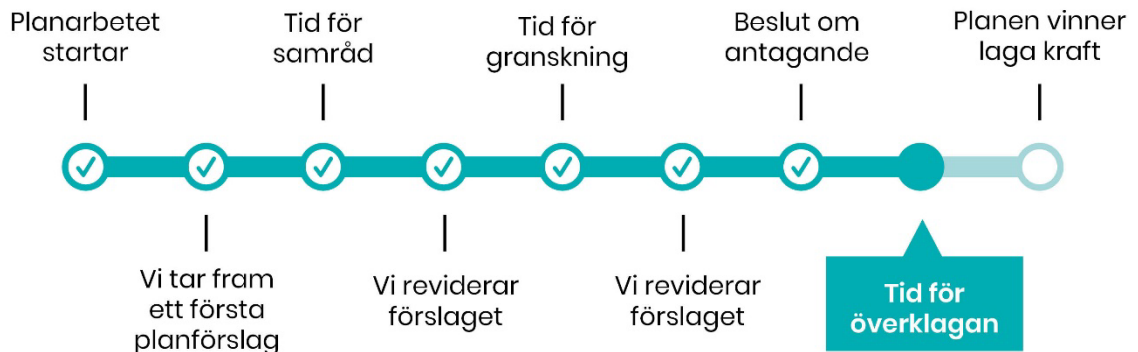 Planarbetet
startar
Tid för
samråd
Tid för
granskning
Beslut om
antagande
Planen vinner
laga kraft
Vi tar fram
ett första
planförslag
Vi reviderar
förslaget
Vi reviderar
förslaget
Tid för
överklagan